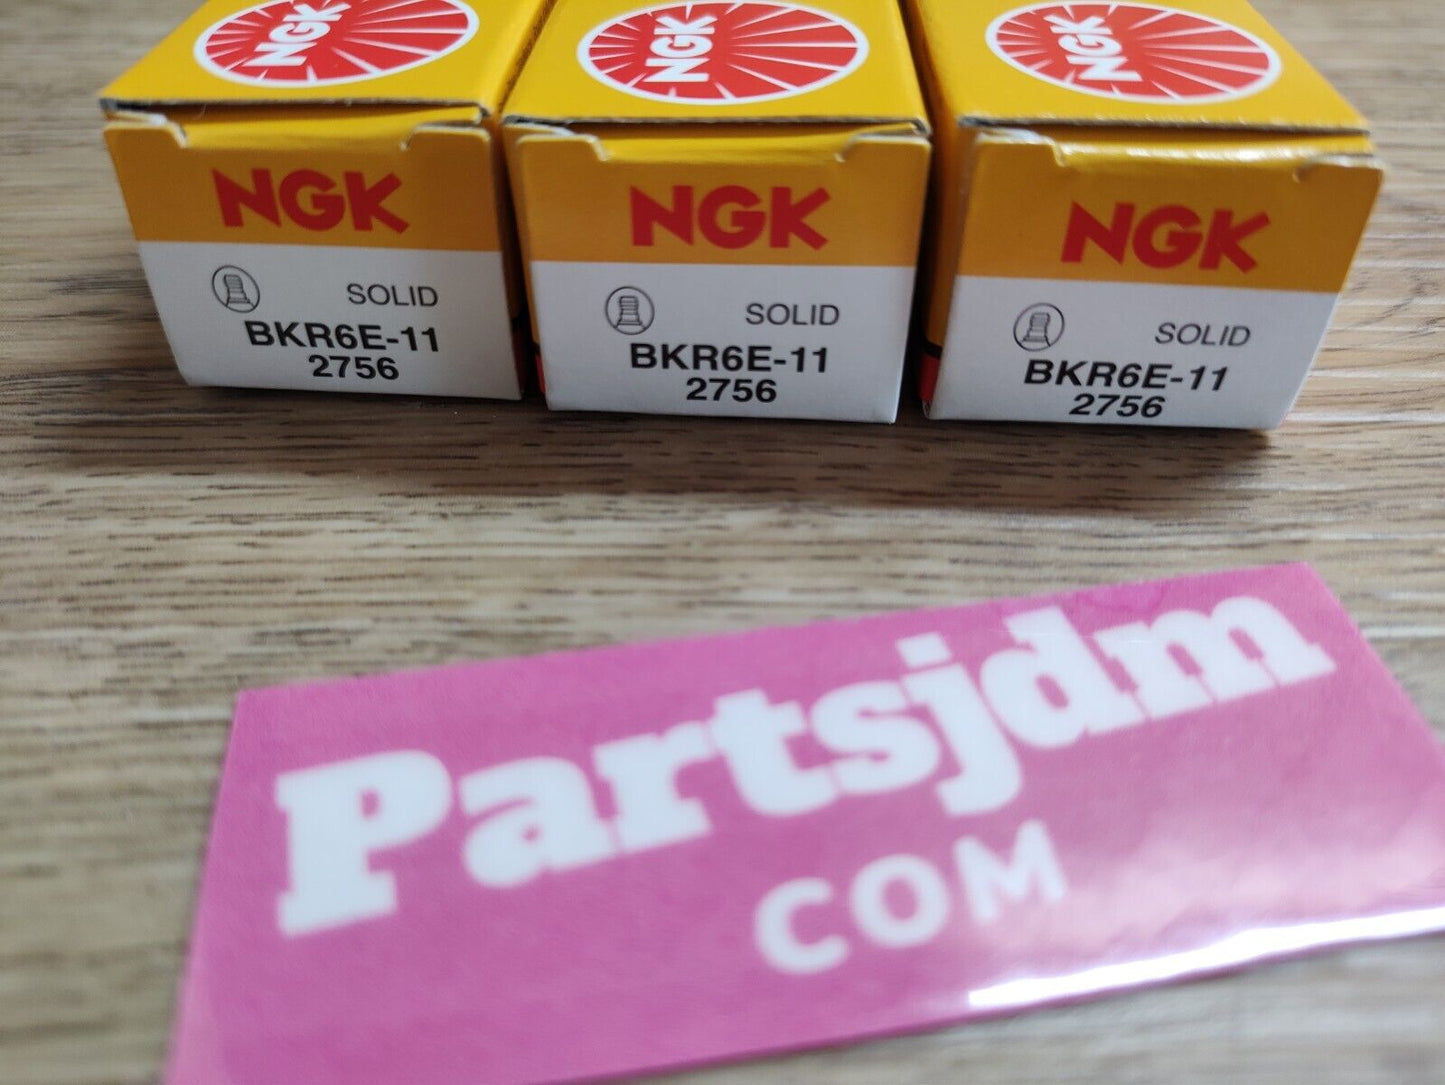 NGK
NGK
NGK
NGK
SOLID
BKR6E-11
2756
NGK
SOLID
BKR6E-11
2756
NGK
SOLID
BKR6E-11
2756
Partsjdm
COM